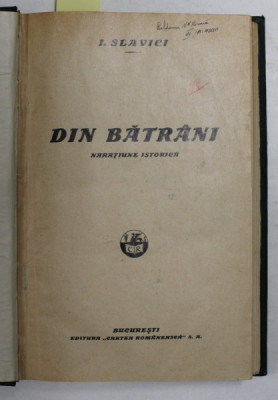 I. SLAVICI
DIN BĂTRÂNI
NARAȚIUNE ISTORICĂ
BUCUREȘTI
EDITURA „CARTEA ROMÂNEASCĂ” S. A.